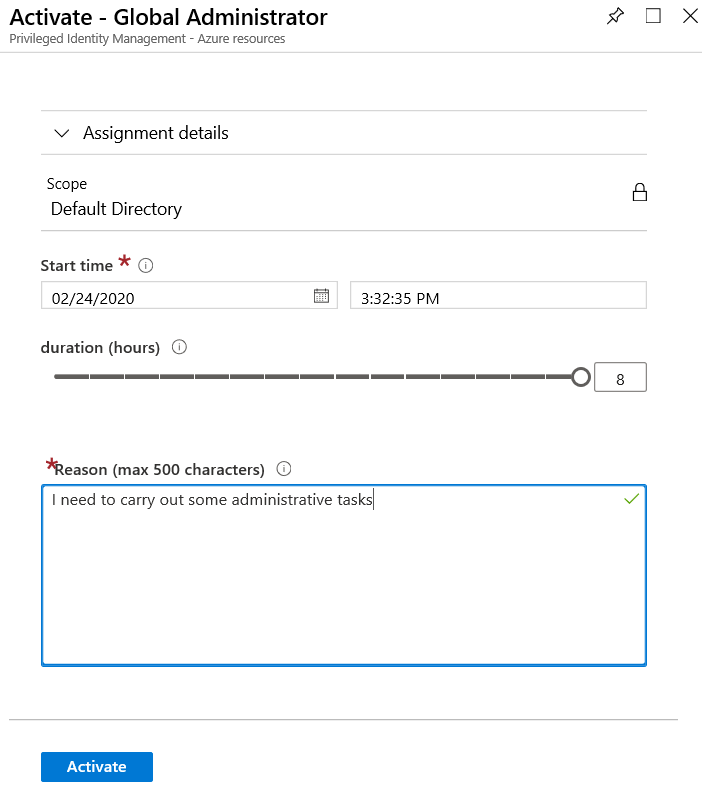 Activate - Global Administrator
Privileged Identity Management - Azure resources
Assignment details
Scope
Default Directory
Start time *
02/24/2020 3:32:35 PM
duration (hours)
8
*Reason (max 500 characters)
I need to carry out some administrative tasks
Activate